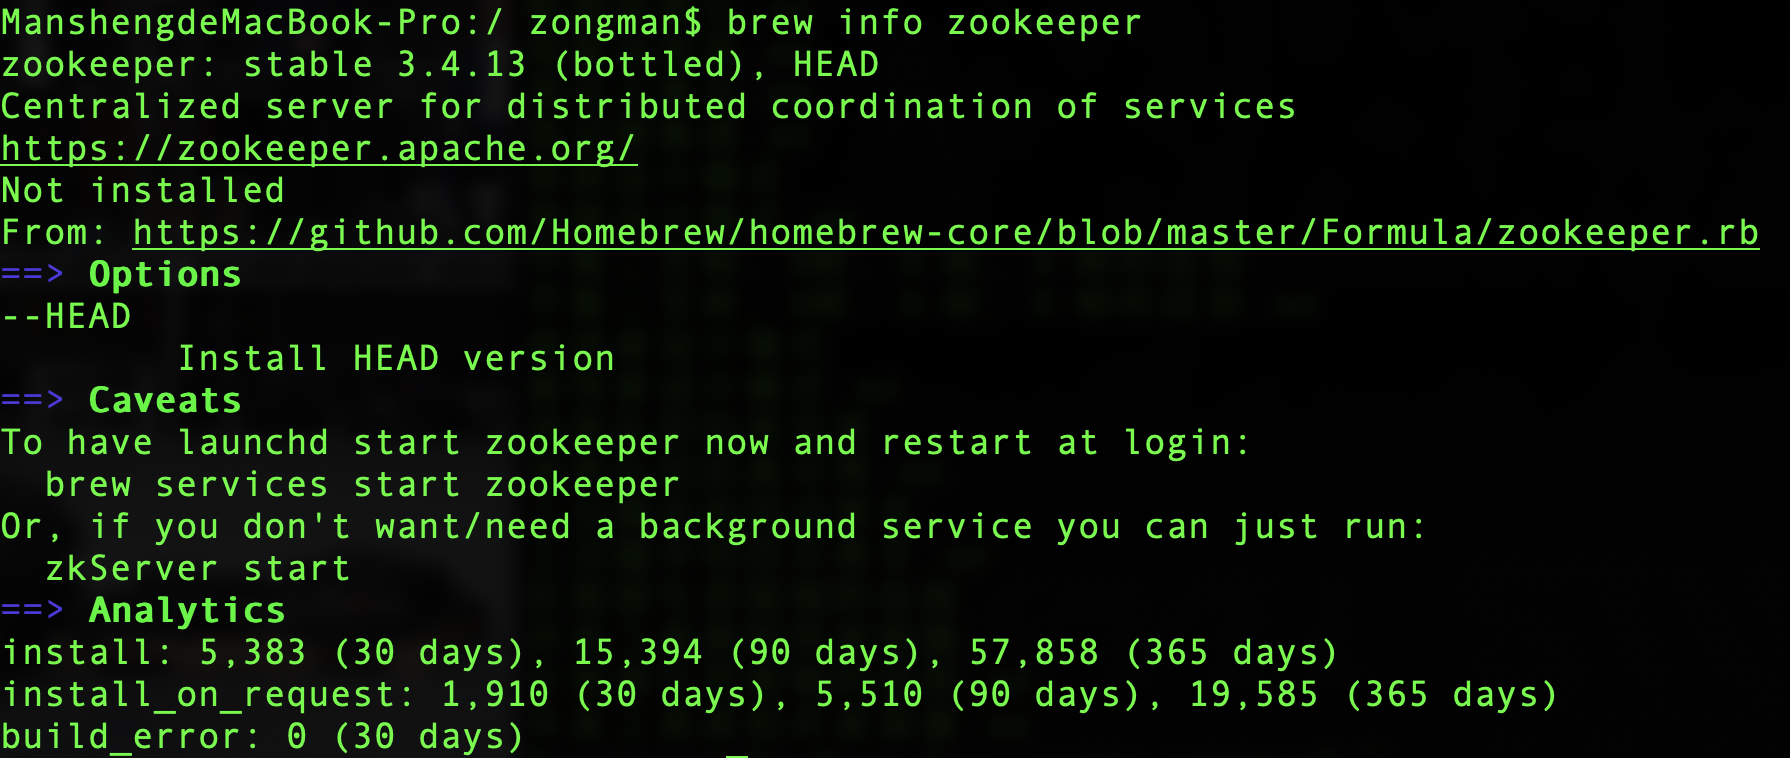 ManshengdeMacBook-Pro:/ zongman$ brew info zookeeper
zookeeper: stable 3.4.13 (bottled), HEAD
Centralized server for distributed coordination of services
https://zookeeper.apache.org/
Not installed
From: https://github.com/Homebrew/homebrew-core/blob/master/Formula/zookeeper.rb
==> Options
--HEAD
        Install HEAD version
==> Caveats
To have launchd start zookeeper now and restart at login:
  brew services start zookeeper
Or, if you don't want/need a background service you can just run:
  zkServer start
==> Analytics
install: 5,383 (30 days), 15,394 (90 days), 57,858 (365 days)
install_on_request: 1,910 (30 days), 5,510 (90 days), 19,585 (365 days)
build_error: 0 (30 days)